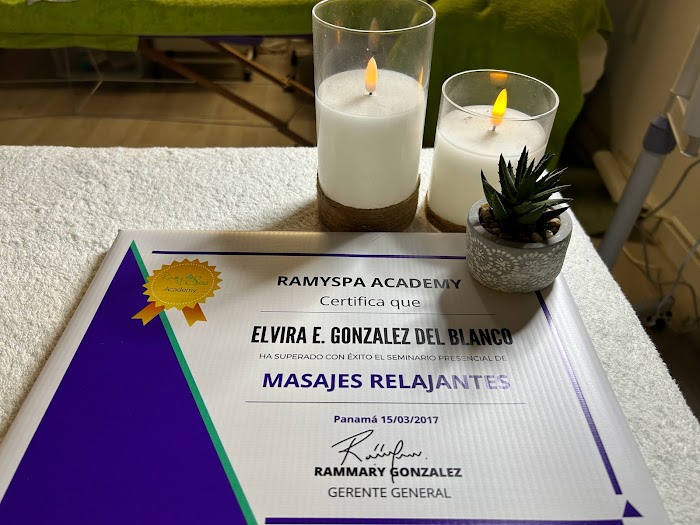 RAMYSPA ACADEMY
Certifica que
ELVIRA E. GONZALEZ DEL BLANCO
HA SUPERADO CON ÉXITO EL SEMINARIO PRESENCIAL DE
MASAJES RELAJANTES
Panamá 15/03/2017
RAMMARY GONZALEZ
GERENTE GENERAL
Academy